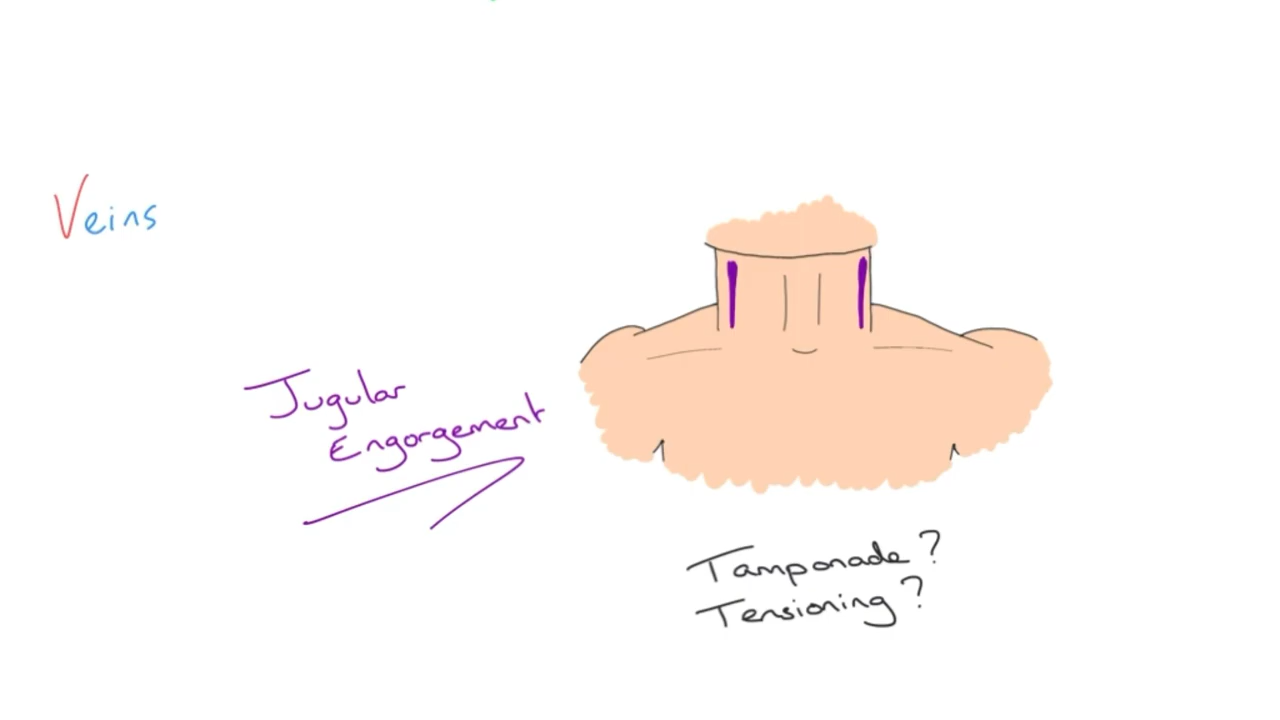 Veins
Jugular
Engorgement
Tamponade?
Tensioning?